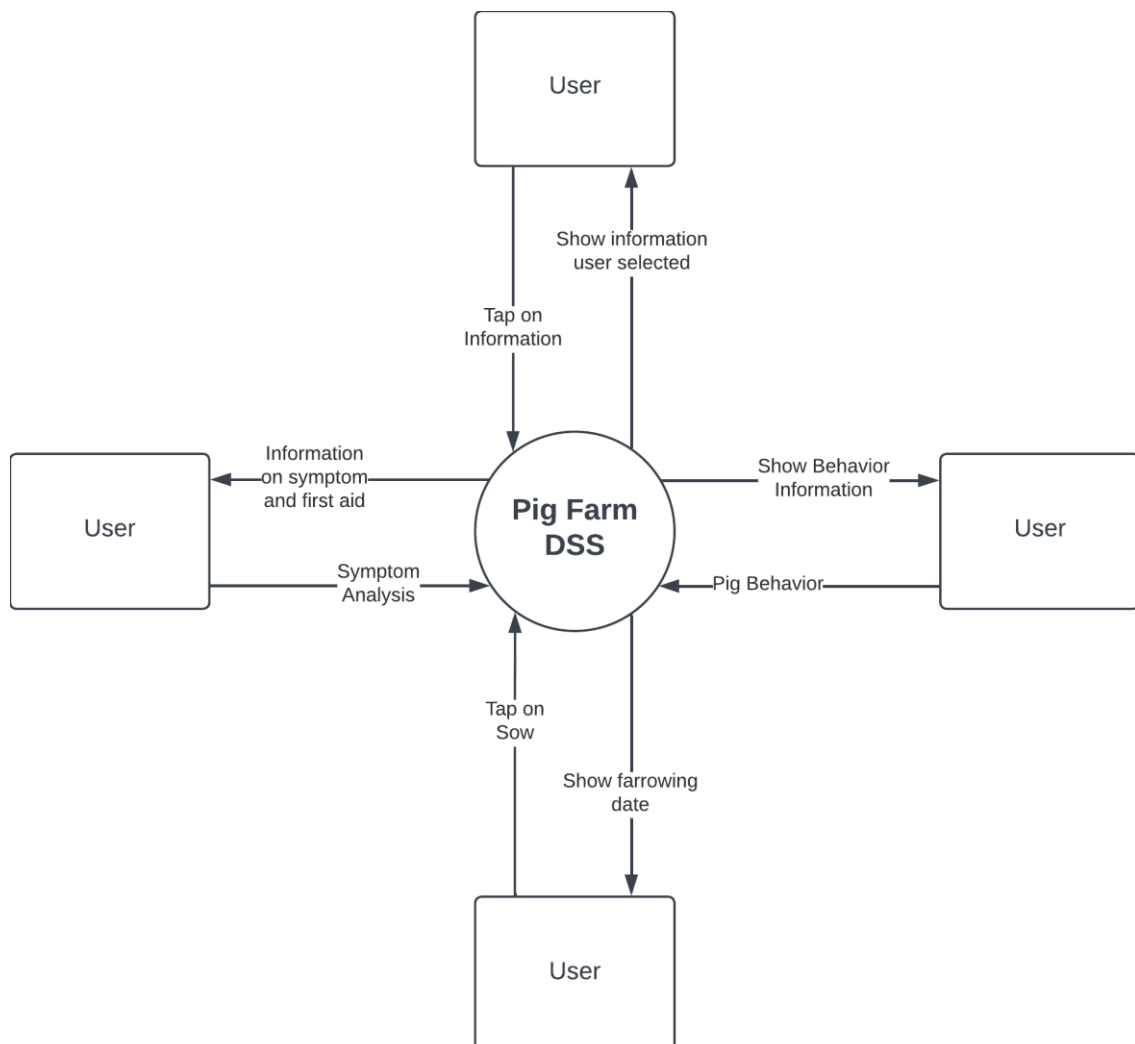 User
Show information
user selected
Tap on
Information
Information
on symptom
and first aid
Show Behavior
Information
User
Pig Farm
DSS
User
Symptom
Analysis
Pig Behavior
Tap on
Sow
Show farrowing
date
User